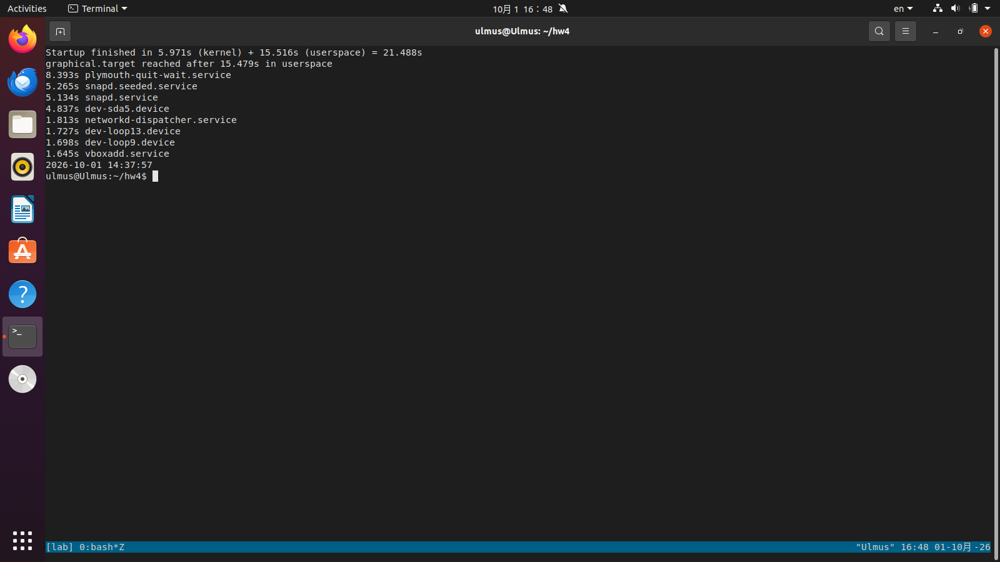 Activities
Terminal
10月 1 16：48
en
ulmus@Ulmus: ~/hw4
Startup finished in 5.971s (kernel) + 15.516s (userspace) = 21.488s
graphical.target reached after 15.479s in userspace
8.393s plymouth-quit-wait.service
5.265s snapd.seeded.service
5.134s snapd.service
4.837s dev-sda5.device
1.813s networkd-dispatcher.service
1.727s dev-loop13.device
1.698s dev-loop9.device
1.645s vboxadd.service
2026-10-01 14:37:57
ulmus@Ulmus:~/hw4$
[lab] 0:bash*Z
"Ulmus" 16:48 01-10月-26